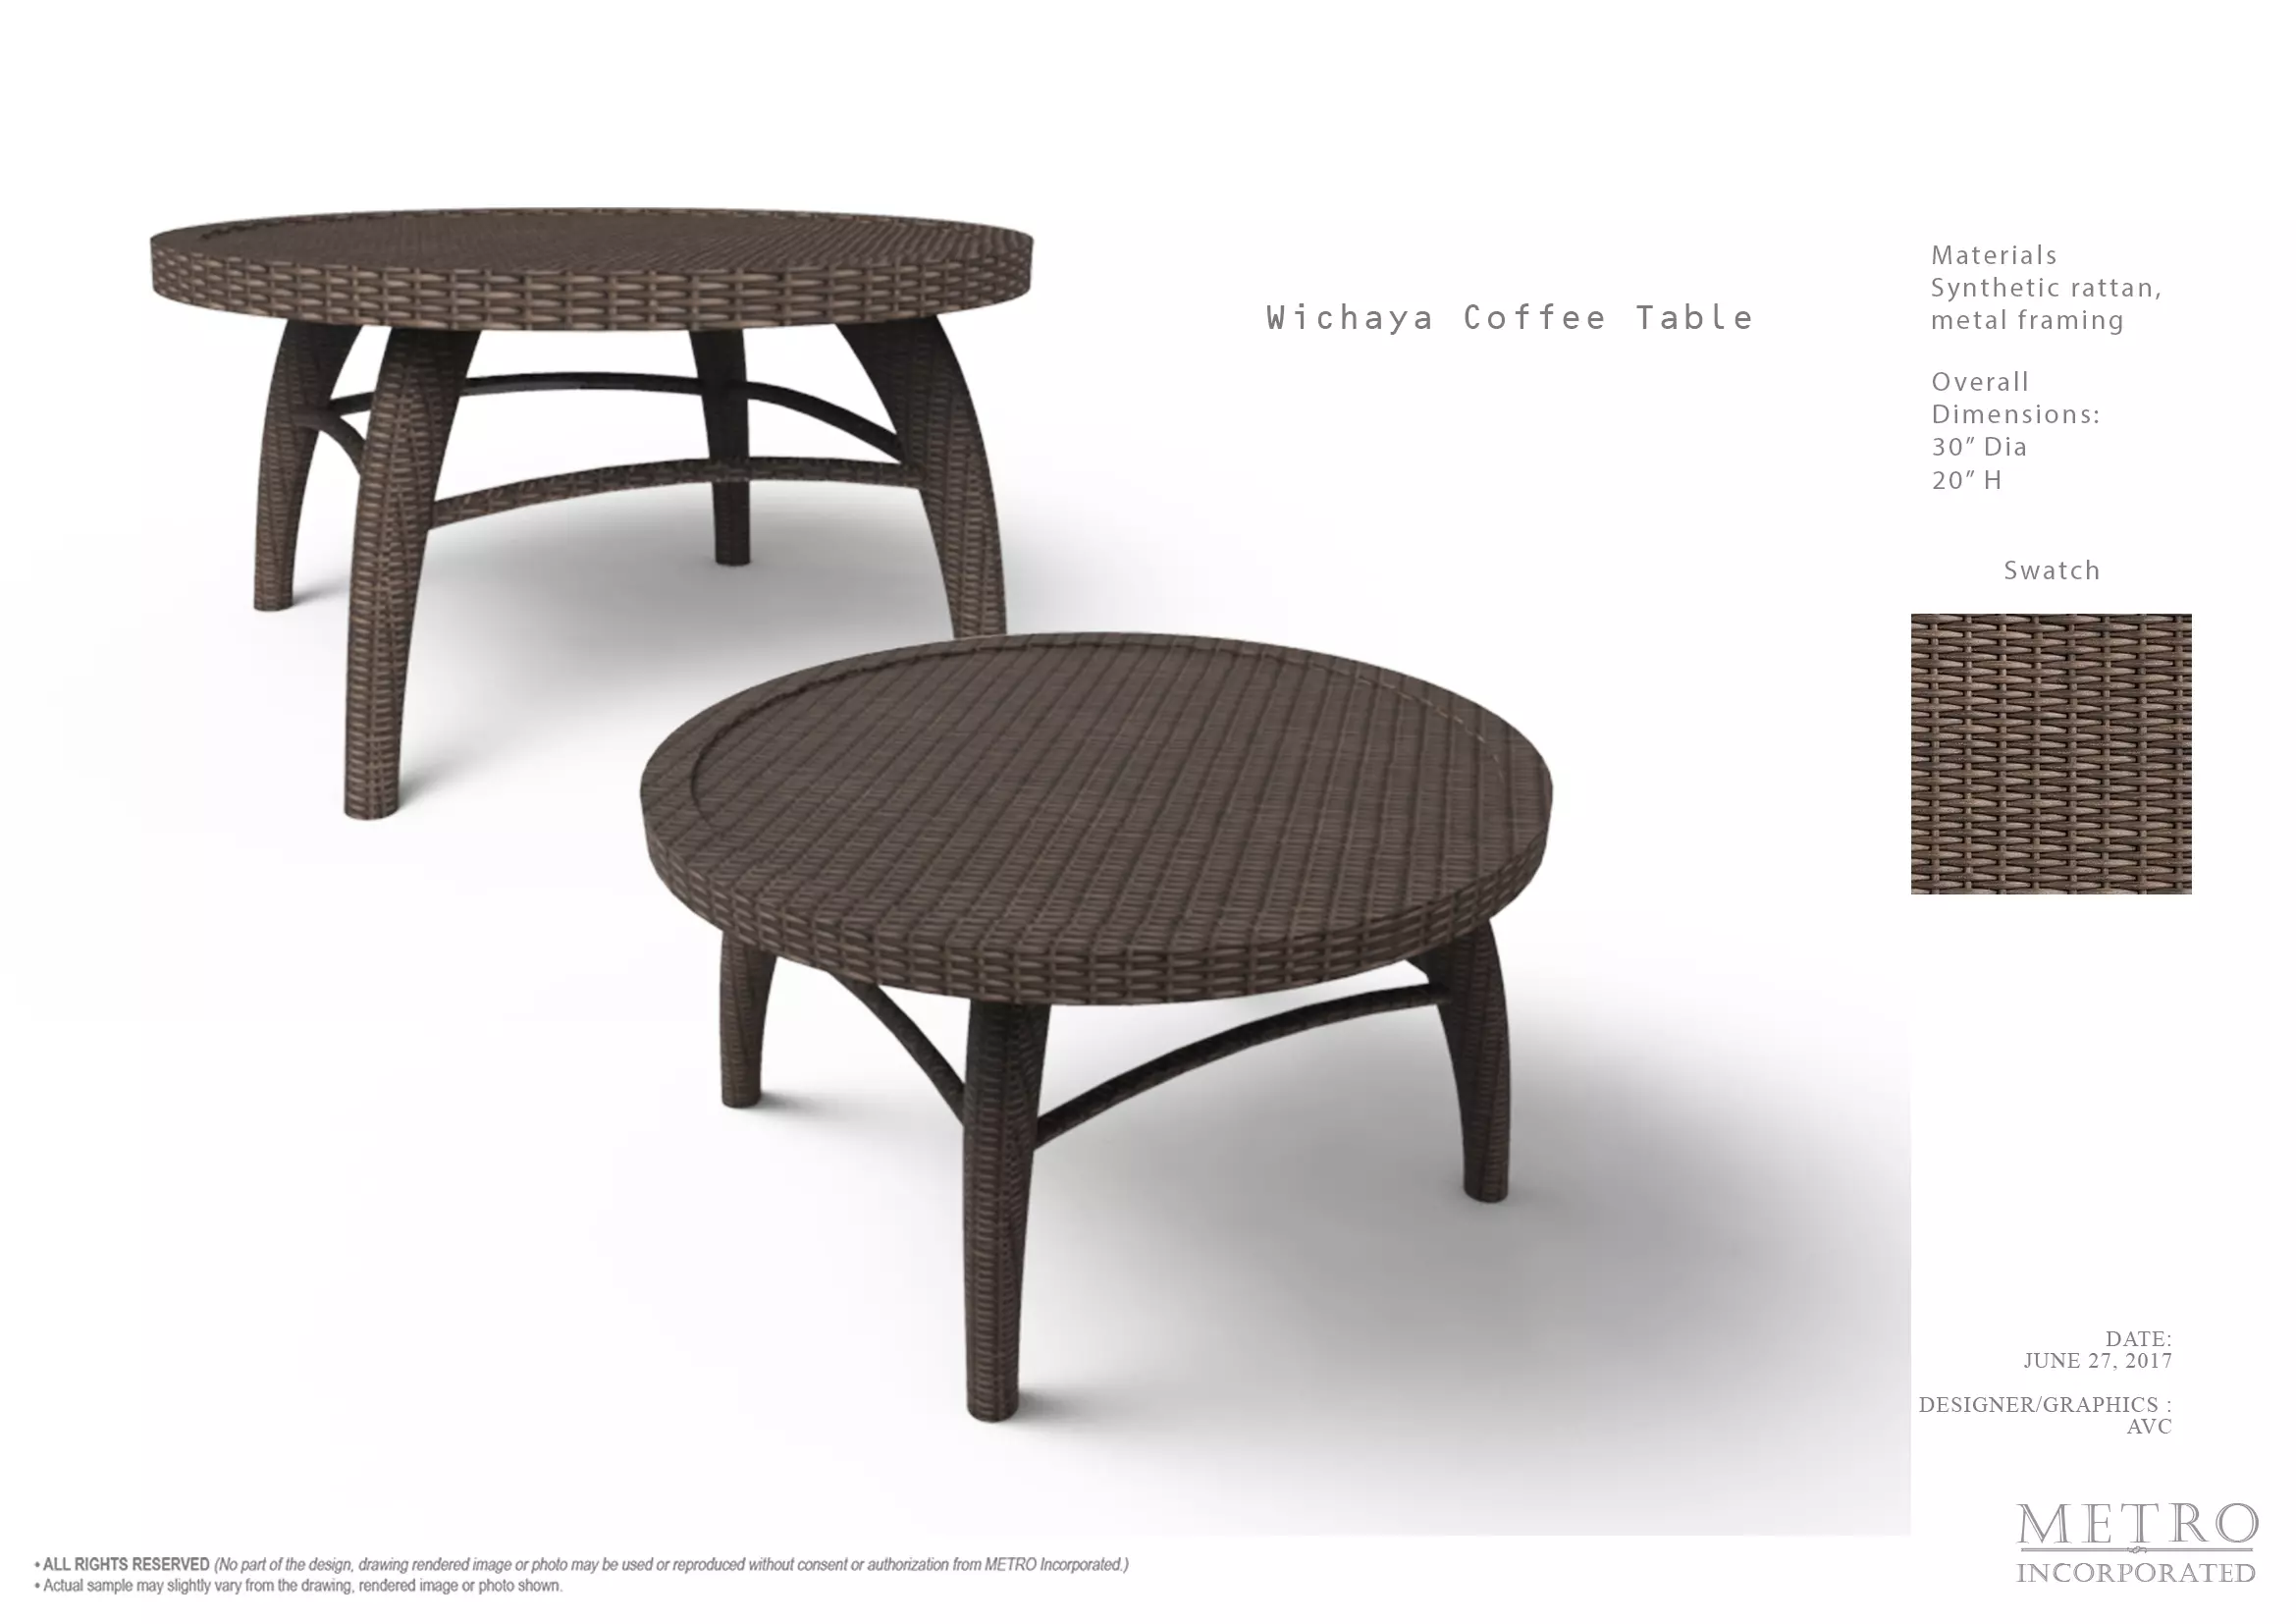 Wichaya Coffee Table
Materials
Synthetic rattan,
metal framing
Overall
Dimensions:
30” Dia
20” H
Swatch
DATE:
JUNE 27, 2017
DESIGNER/GRAPHICS :
AVC
METRO
INCORPORATED
• ALL RIGHTS RESERVED (No part of the design, drawing rendered image or photo may be used or reproduced without consent or authorization from METRO Incorporated.)
• Actual sample may slightly vary from the drawing, rendered image or photo shown.